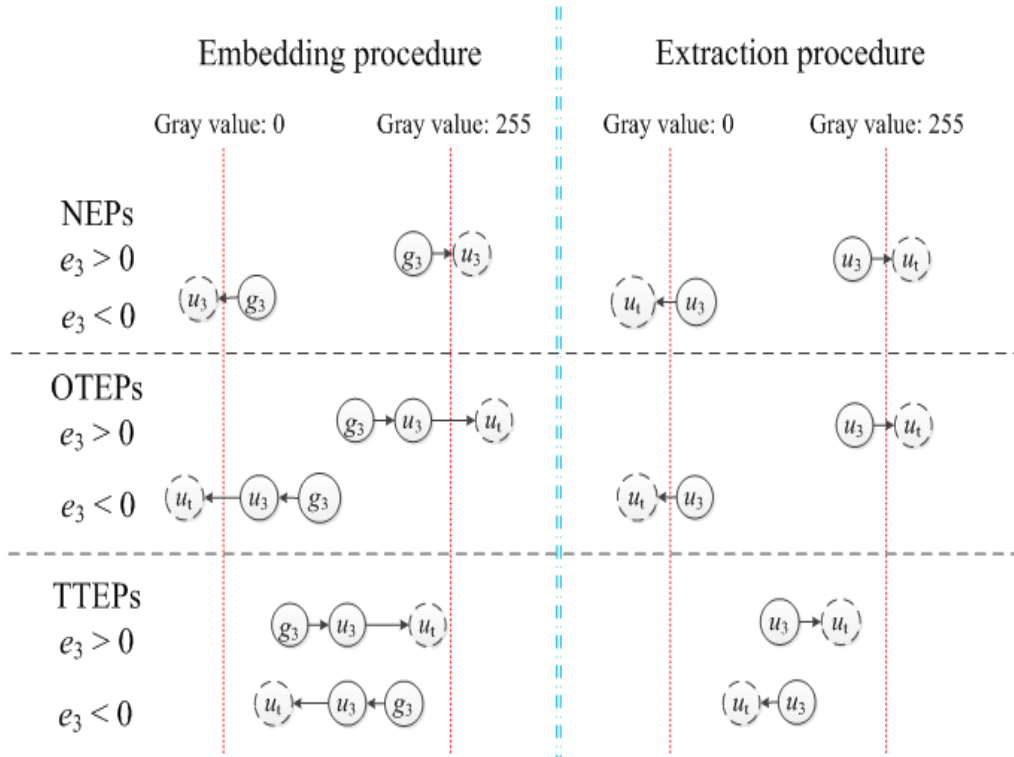 Embedding procedure Extraction procedure
Gray value: 0 Gray value: 255 Gray value: 0 Gray value: 255
NEPs
e₃ > 0 g₃ u₃ u₃ uₜ
e₃ < 0 u₃ g₃ uₜ u₃
OTEPs
e₃ > 0 g₃ u₃ uₜ u₃ uₜ
e₃ < 0 uₜ u₃ g₃ uₜ u₃
TTEPs
e₃ > 0 g₃ u₃ uₜ u₃ uₜ
e₃ < 0 uₜ u₃ g₃ uₜ u₃